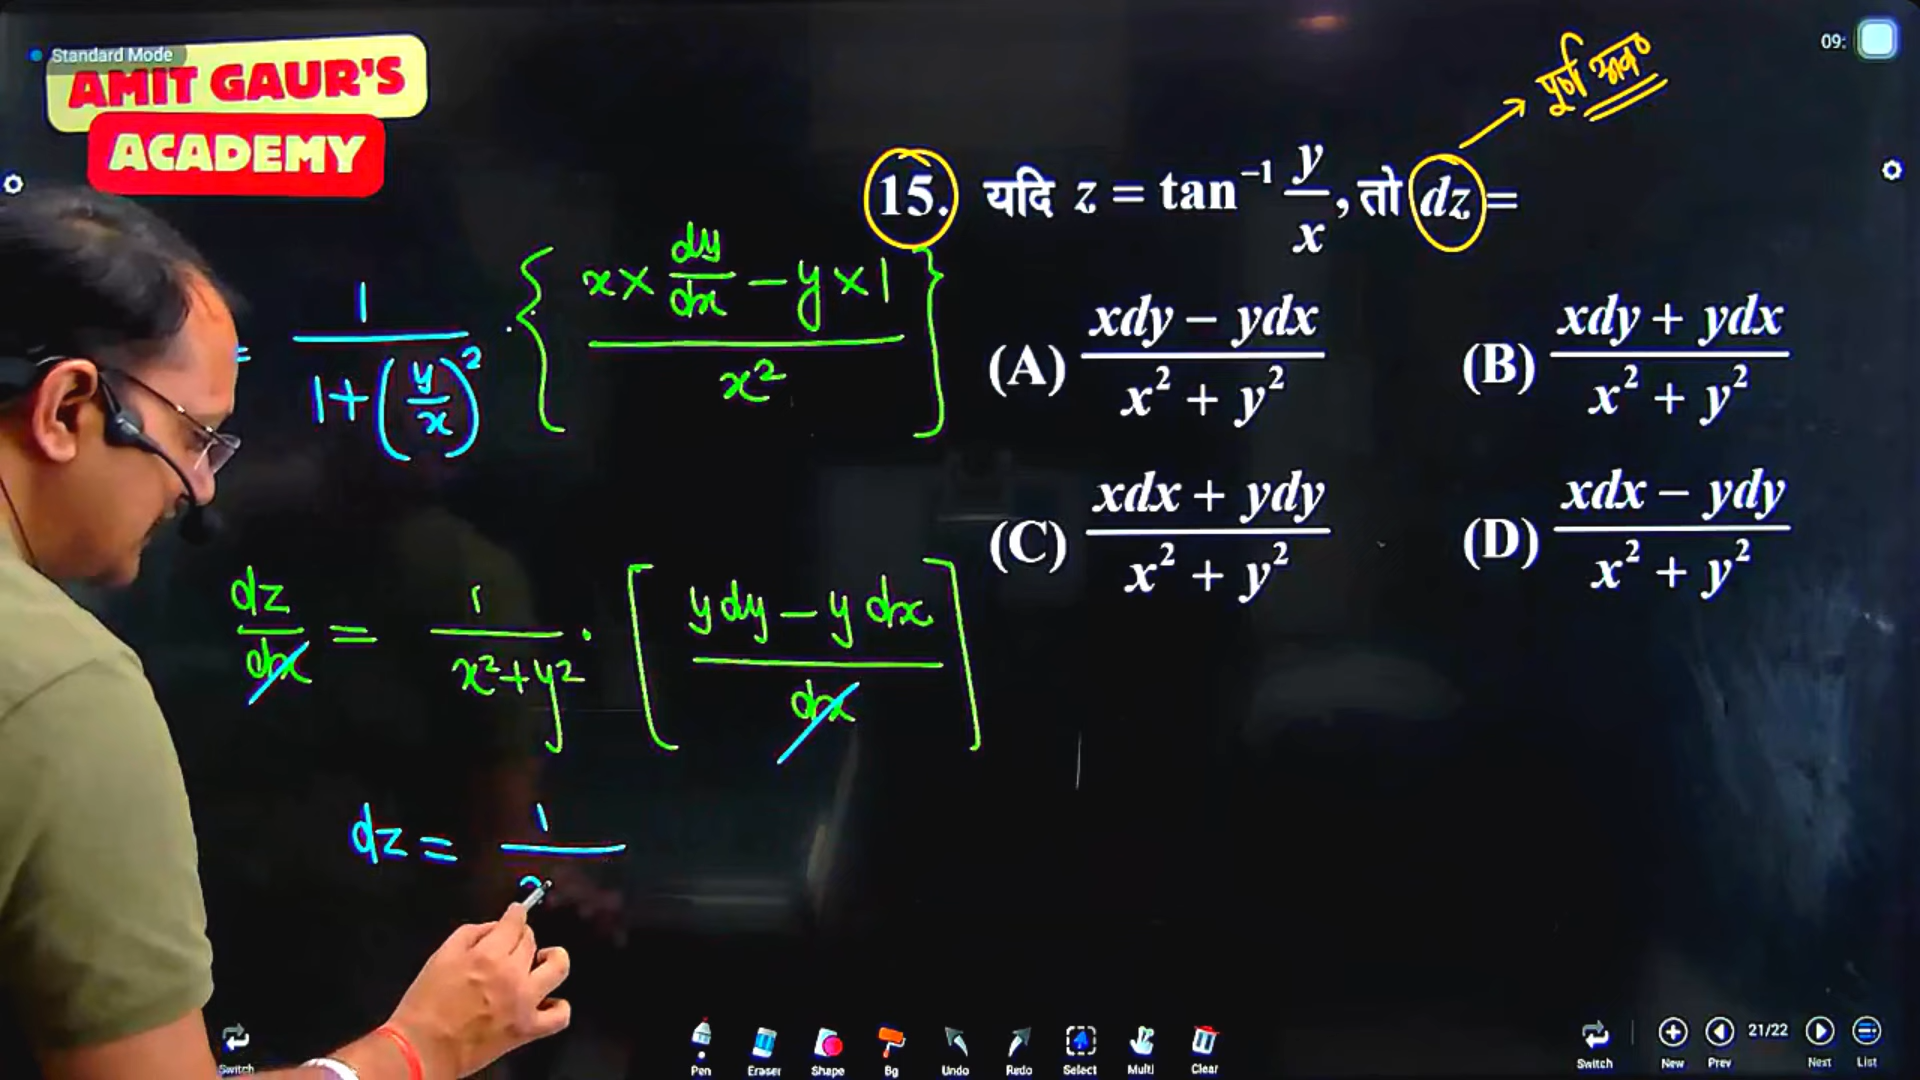 Standard Mode
AMIT GAUR'S
ACADEMY
09:
पूर्ण अव०
15. यदि z = tan⁻¹ y/x, तो dz =
(A) (xdy − ydx)/(x² + y²) (B) (xdy + ydx)/(x² + y²)
(C) (xdx + ydy)/(x² + y²) (D) (xdx − ydy)/(x² + y²)
= 1/(1+(y/x)²) · {(x × dy/dx − y × 1)/x²}
dz/dx = 1/(x²+y²) · [(y dy − y dx)/dx]
dz = 1/
Switch Pen Eraser Shape Bg Undo Redo Select Multi Clear Switch New Prev 21/22 Next List